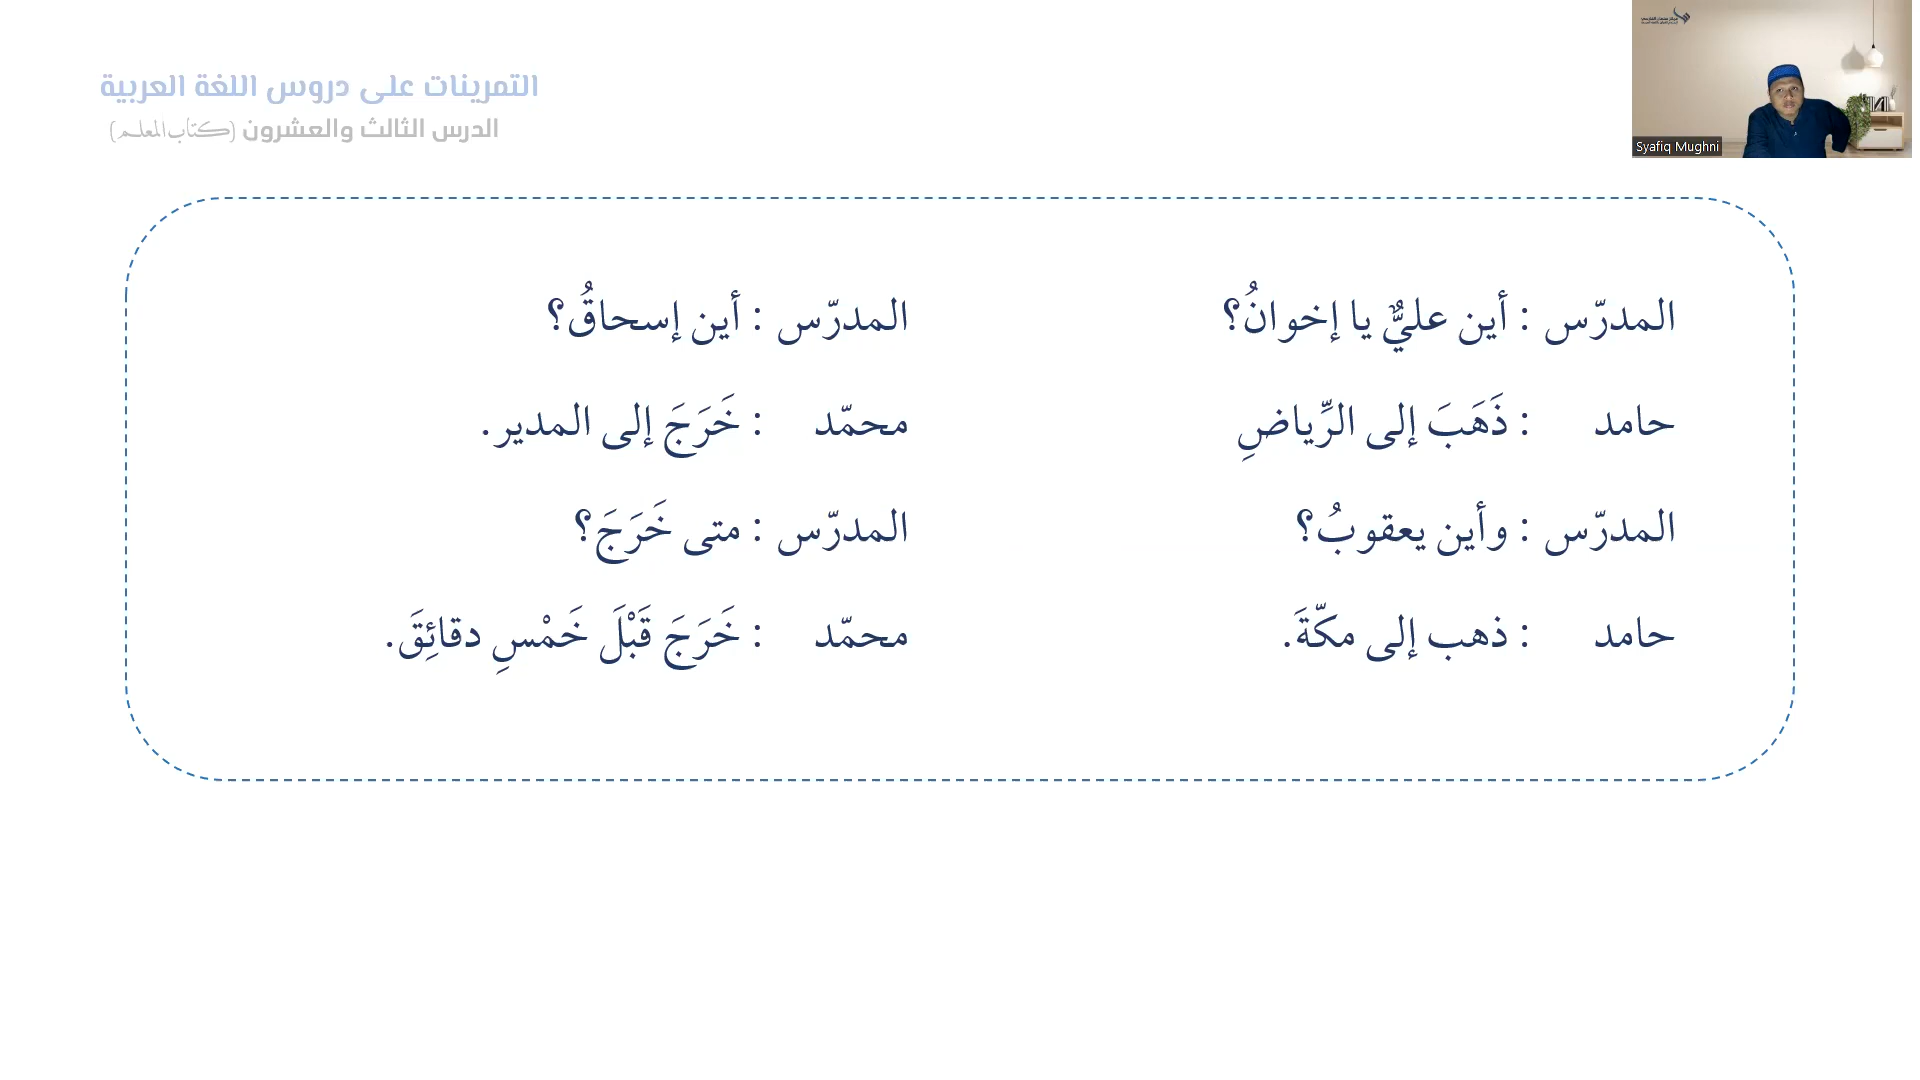 التمرينات على دروس اللغة العربية
الدرس الثالث والعشرون (كتاب المعلم)
المدرّس : أين عليٌّ يا إخوانُ؟
حامد : ذَهَبَ إلى الرِّياضِ
المدرّس : وأين يعقوبُ؟
حامد : ذهب إلى مكّةَ.
المدرّس : أين إسحاقُ؟
محمّد : خَرَجَ إلى المدير.
المدرّس : متى خَرَجَ؟
محمّد : خَرَجَ قَبْلَ خَمْسِ دقائِقَ.
Syafiq Mughni